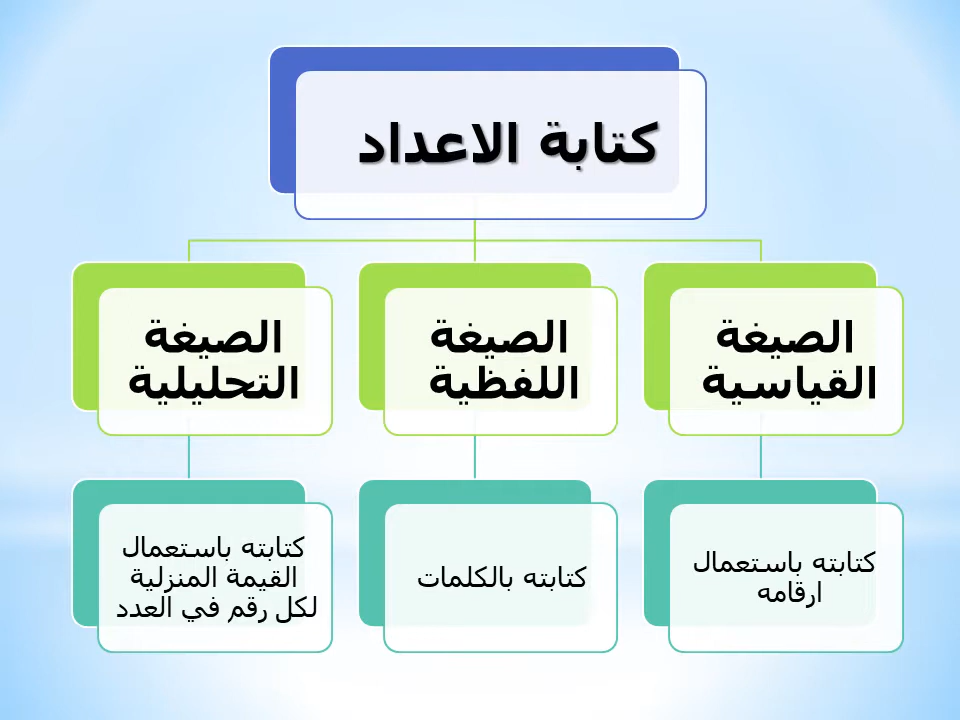 كتابة الاعداد
الصيغة
القياسية
الصيغة
اللفظية
الصيغة
التحليلية
كتابته باستعمال
ارقامه
كتابته بالكلمات
كتابته باستعمال
القيمة المنزلية
لكل رقم في العدد